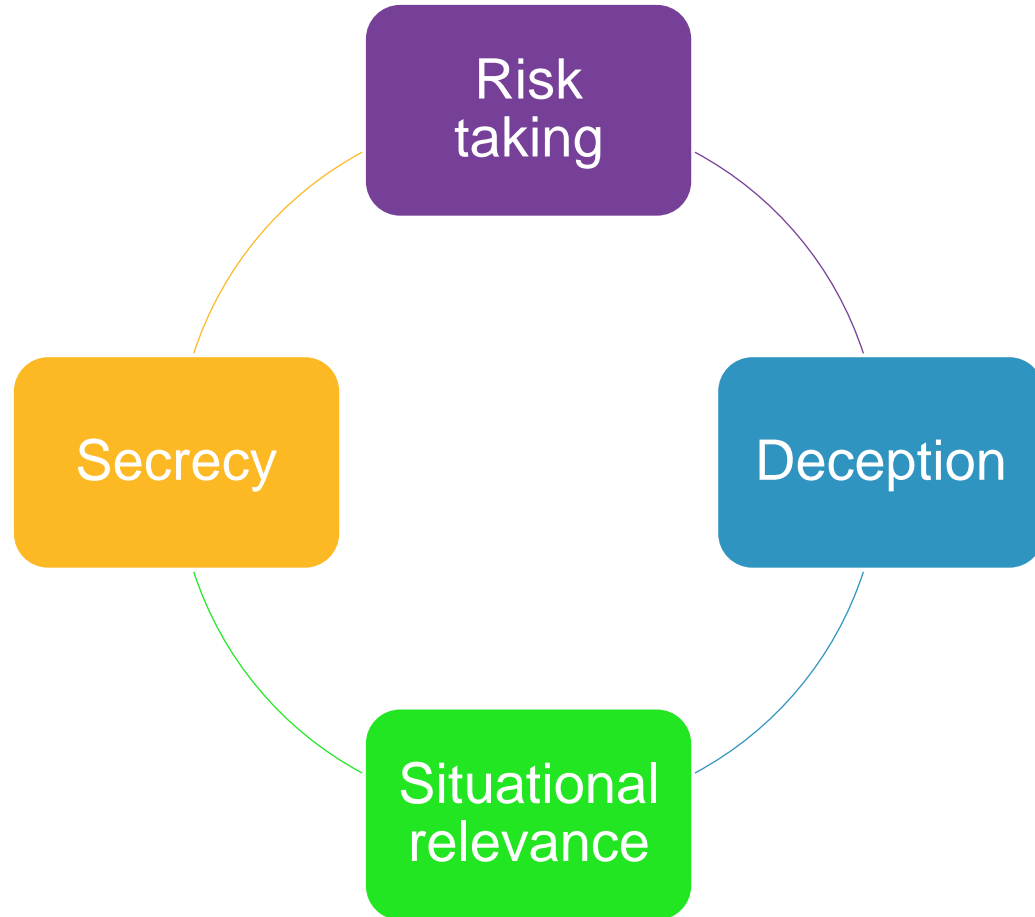 Risk
taking
Secrecy
Deception
Situational
relevance